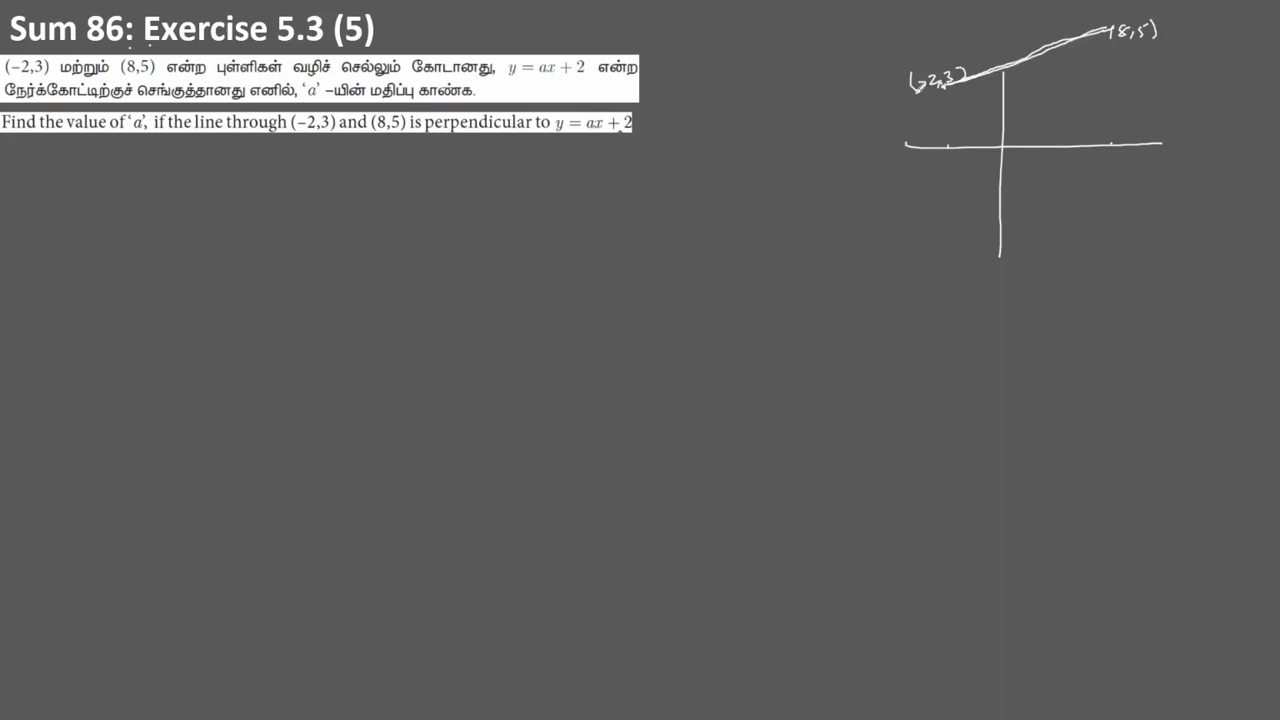 Sum 86: Exercise 5.3 (5)
(−2,3) மற்றும் (8,5) என்ற புள்ளிகள் வழிச் செல்லும் கோடானது, y = ax + 2 என்ற
நேர்க்கோட்டிற்குச் செங்குத்தானது எனில், ‘a’ –யின் மதிப்பு காண்க.
Find the value of ‘a’, if the line through (−2,3) and (8,5) is perpendicular to y = ax + 2
(8,5)
(-2,3)